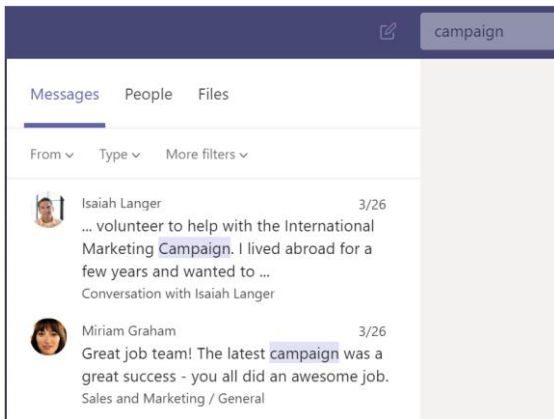 campaign
Messages People Files
From Type More filters
Isaiah Langer 3/26
... volunteer to help with the International
Marketing Campaign. I lived abroad for a
few years and wanted to ...
Conversation with Isaiah Langer
Miriam Graham 3/26
Great job team! The latest campaign was a
great success - you all did an awesome job.
Sales and Marketing / General